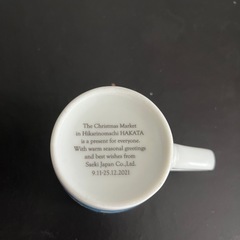 The Christmas Market
in Hikarinomachi HAKATA
is a present for everyone.
With warm seasonal greetings
and best wishes from
Saeki Japan Co.,Ltd.
9.11-25.12.2021